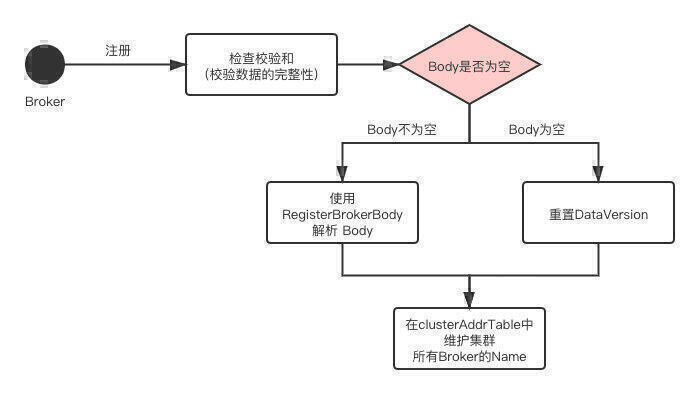 注册
Broker
检查校验和
（校验数据的完整性）
Body是否为空
Body不为空
Body为空
使用
RegisterBrokerBody
解析 Body
重置DataVersion
在clusterAddrTable中
维护集群
所有Broker的Name